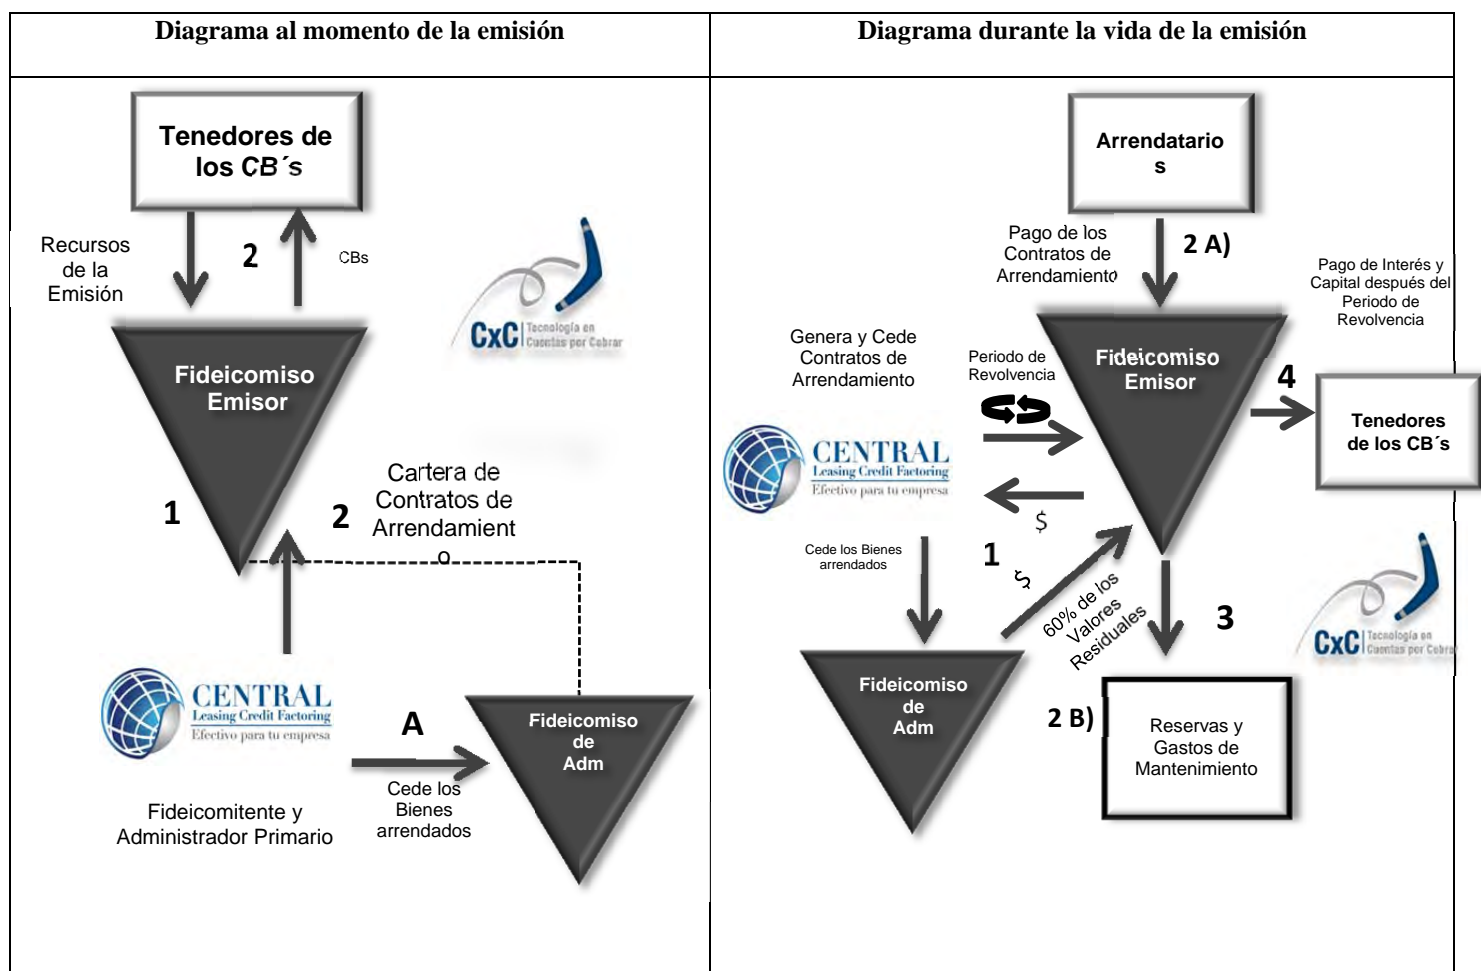 Diagrama al momento de la emisión
Tenedores de
los CB´s
Recursos
de la
Emisión
2
CBs
CxC
Tecnología en
Cuentas por Cobrar
Fideicomiso
Emisor
1
2
Cartera de
Contratos de
Arrendamient
o
CENTRAL
Leasing Credit Factoring
Efectivo para tu empresa
A
Fideicomiso
de
Adm
Cede los
Bienes
arrendados
Fideicomitente y
Administrador Primario
Diagrama durante la vida de la emisión
Arrendatario
s
Pago de los
Contratos de
Arrendamiento
2 A)
Pago de Interés y
Capital después del
Periodo de
Revolvencia
Genera y Cede
Contratos de
Arrendamiento
Periodo de
Revolvencia
Fideicomiso
Emisor
4
Tenedores
de los CB´s
CENTRAL
Leasing Credit Factoring
Efectivo para tu empresa
$
Cede los Bienes
arrendados
1
$
60% de los
Valores
Residuales
3
CxC
Tecnología en
Cuentas por Cobrar
Fideicomiso
de
Adm
2 B)
Reservas y
Gastos de
Mantenimiento